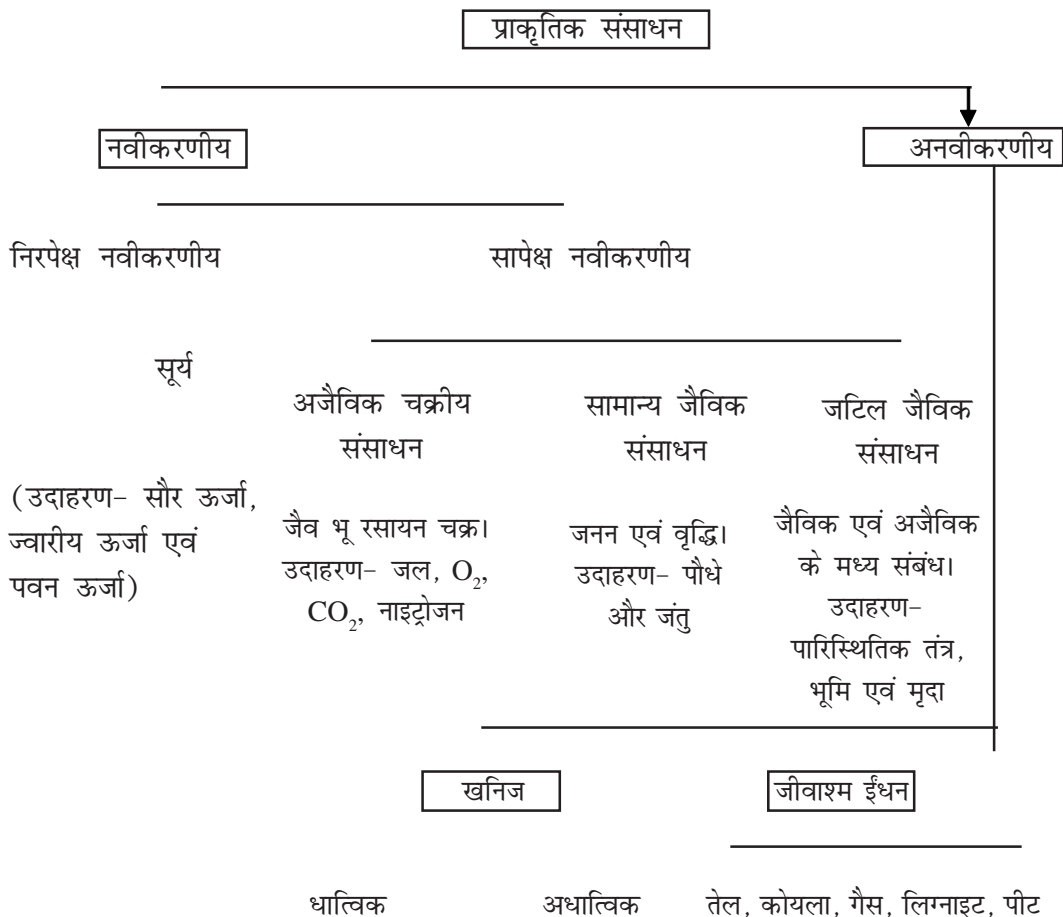 प्राकृतिक संसाधन
नवीकरणीय
अनवीकरणीय
निरपेक्ष नवीकरणीय
सापेक्ष नवीकरणीय
सूर्य
(उदाहरण– सौर ऊर्जा,
ज्वारीय ऊर्जा एवं
पवन ऊर्जा)
अजैविक चक्रीय
संसाधन
जैव भू रसायन चक्र।
उदाहरण– जल, O₂,
CO₂, नाइट्रोजन
सामान्य जैविक
संसाधन
जनन एवं वृद्धि।
उदाहरण– पौधे
और जंतु
जटिल जैविक
संसाधन
जैविक एवं अजैविक
के मध्य संबंध।
उदाहरण–
पारिस्थितिक तंत्र,
भूमि एवं मृदा
खनिज
जीवाश्म ईंधन
धात्विक
अधात्विक
तेल, कोयला, गैस, लिग्नाइट, पीट